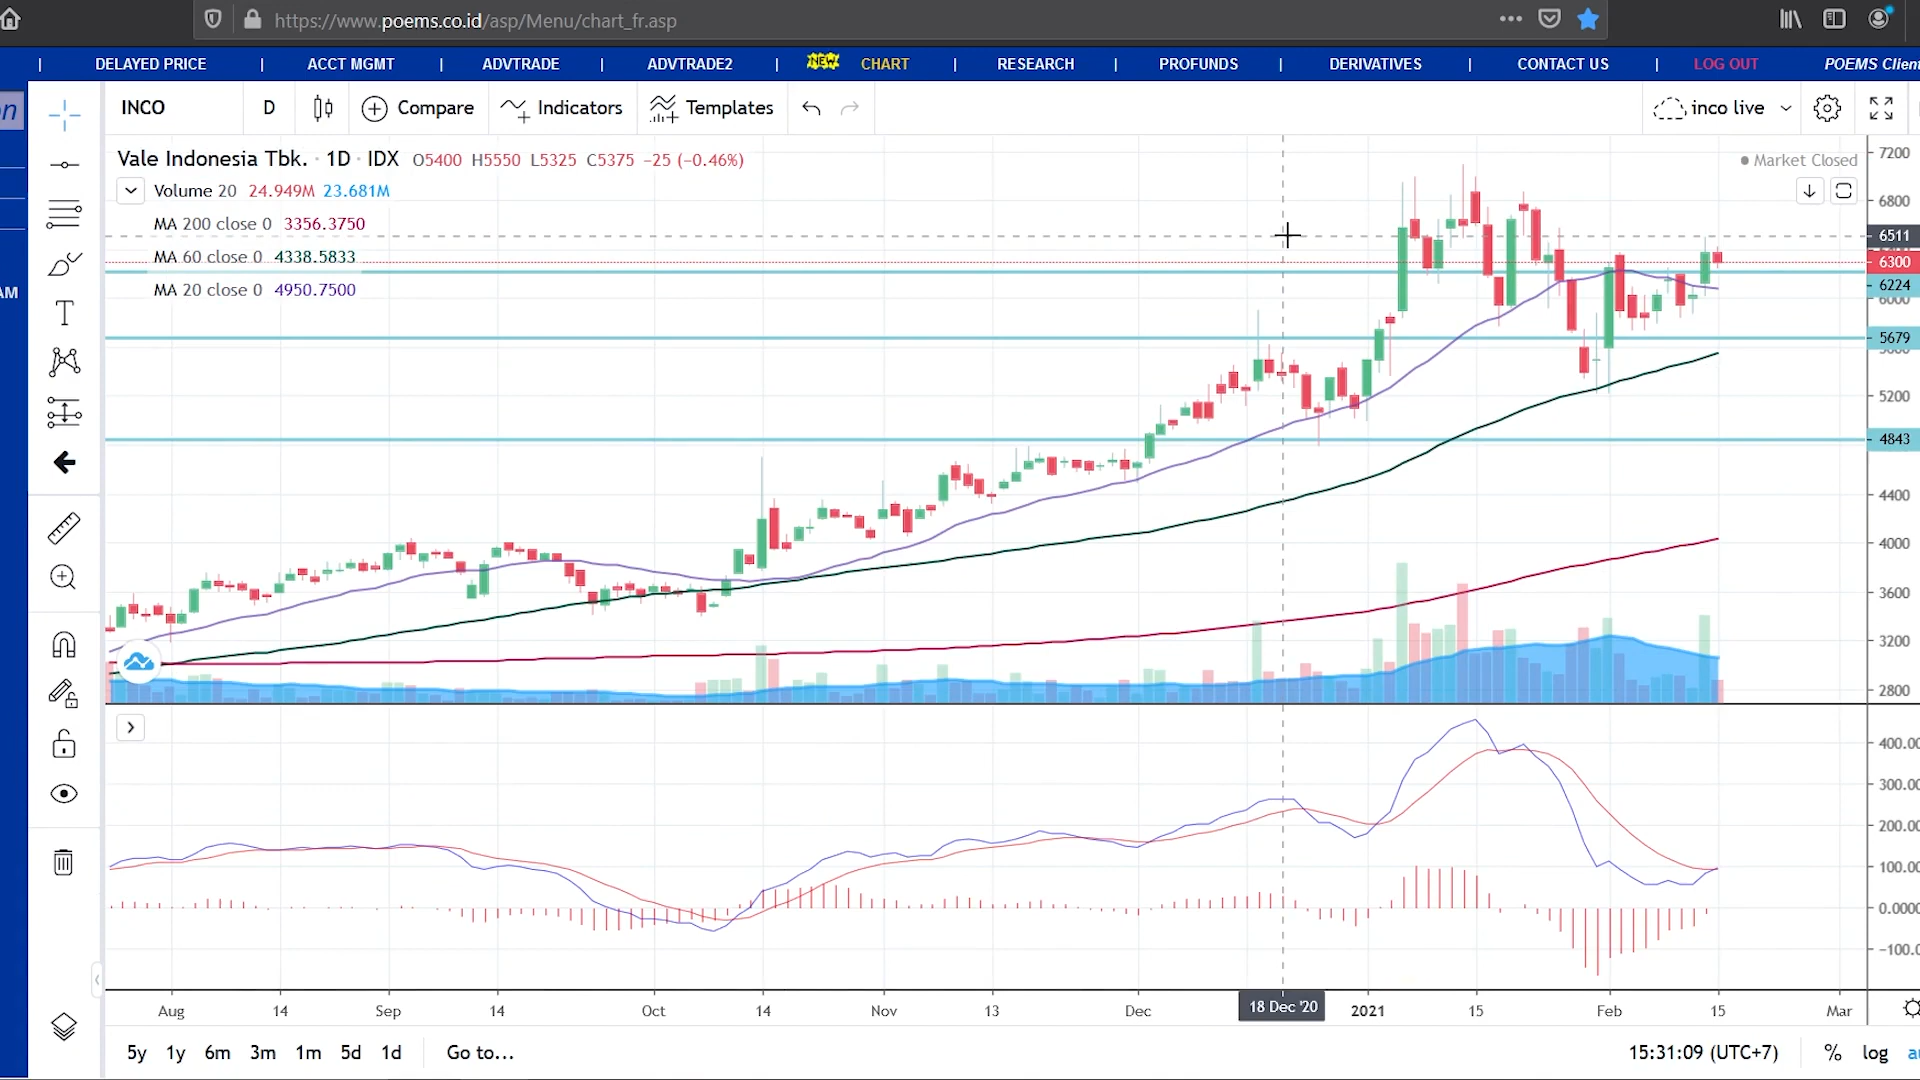 https://www.poems.co.id/asp/Menu/chart_fr.asp
| DELAYED PRICE | ACCT MGMT | ADVTRADE | ADVTRADE2 | NEW CHART | RESEARCH | PROFUNDS | DERIVATIVES | CONTACT US | LOG OUT POEMS Client
on
AM
INCO D Compare Indicators Templates inco live
Vale Indonesia Tbk. · 1D · IDX O5400 H5550 L5325 C5375 −25 (−0.46%)
Market Closed
Volume 20 24.949M 23.681M
MA 200 close 0 3356.3750
MA 60 close 0 4338.5833
MA 20 close 0 4950.7500
7200
6800
6511
6300
6224
6000
5679
5600
5200
4843
4400
4000
3600
3200
2800
400.00
300.00
200.00
100.00
0.0000
−100.0
Aug 14 Sep 14 Oct 14 Nov 13 Dec 18 Dec '20 2021 15 Feb 15 Mar
5y 1y 6m 3m 1m 5d 1d Go to... 15:31:09 (UTC+7) % log au